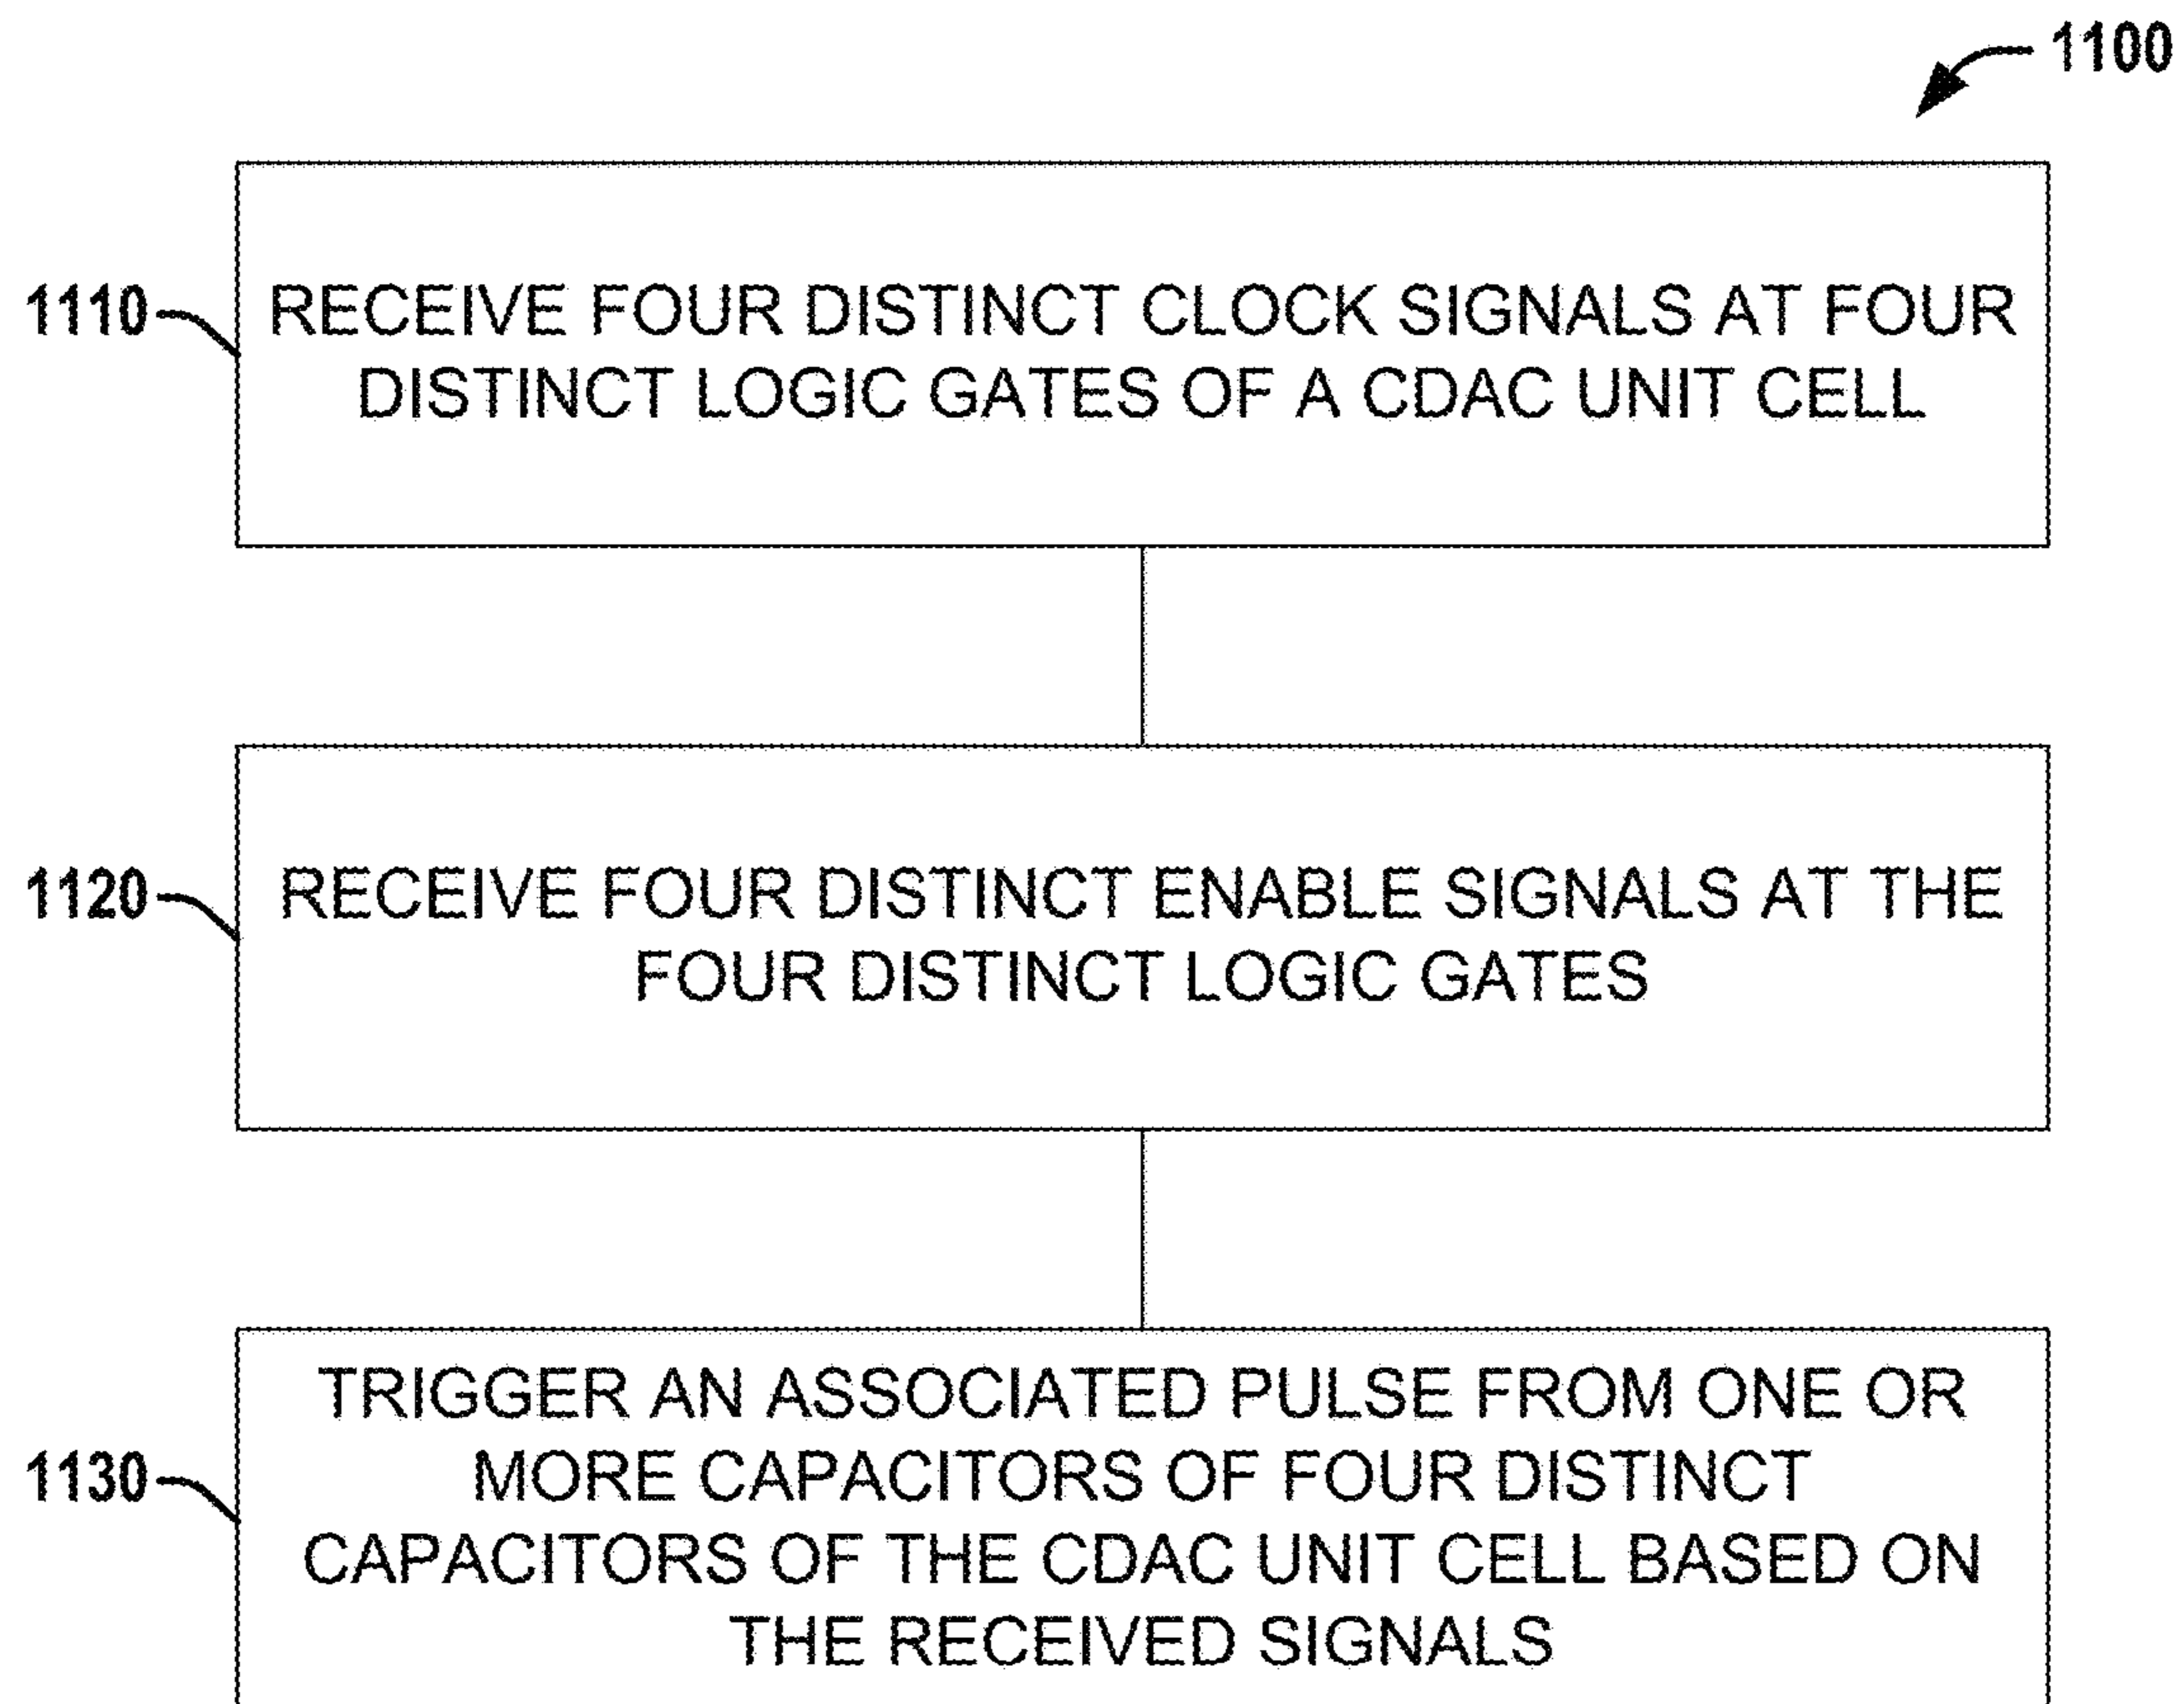 1100
1110
RECEIVE FOUR DISTINCT CLOCK SIGNALS AT FOUR
DISTINCT LOGIC GATES OF A CDAC UNIT CELL
1120
RECEIVE FOUR DISTINCT ENABLE SIGNALS AT THE
FOUR DISTINCT LOGIC GATES
1130
TRIGGER AN ASSOCIATED PULSE FROM ONE OR
MORE CAPACITORS OF FOUR DISTINCT
CAPACITORS OF THE CDAC UNIT CELL BASED ON
THE RECEIVED SIGNALS